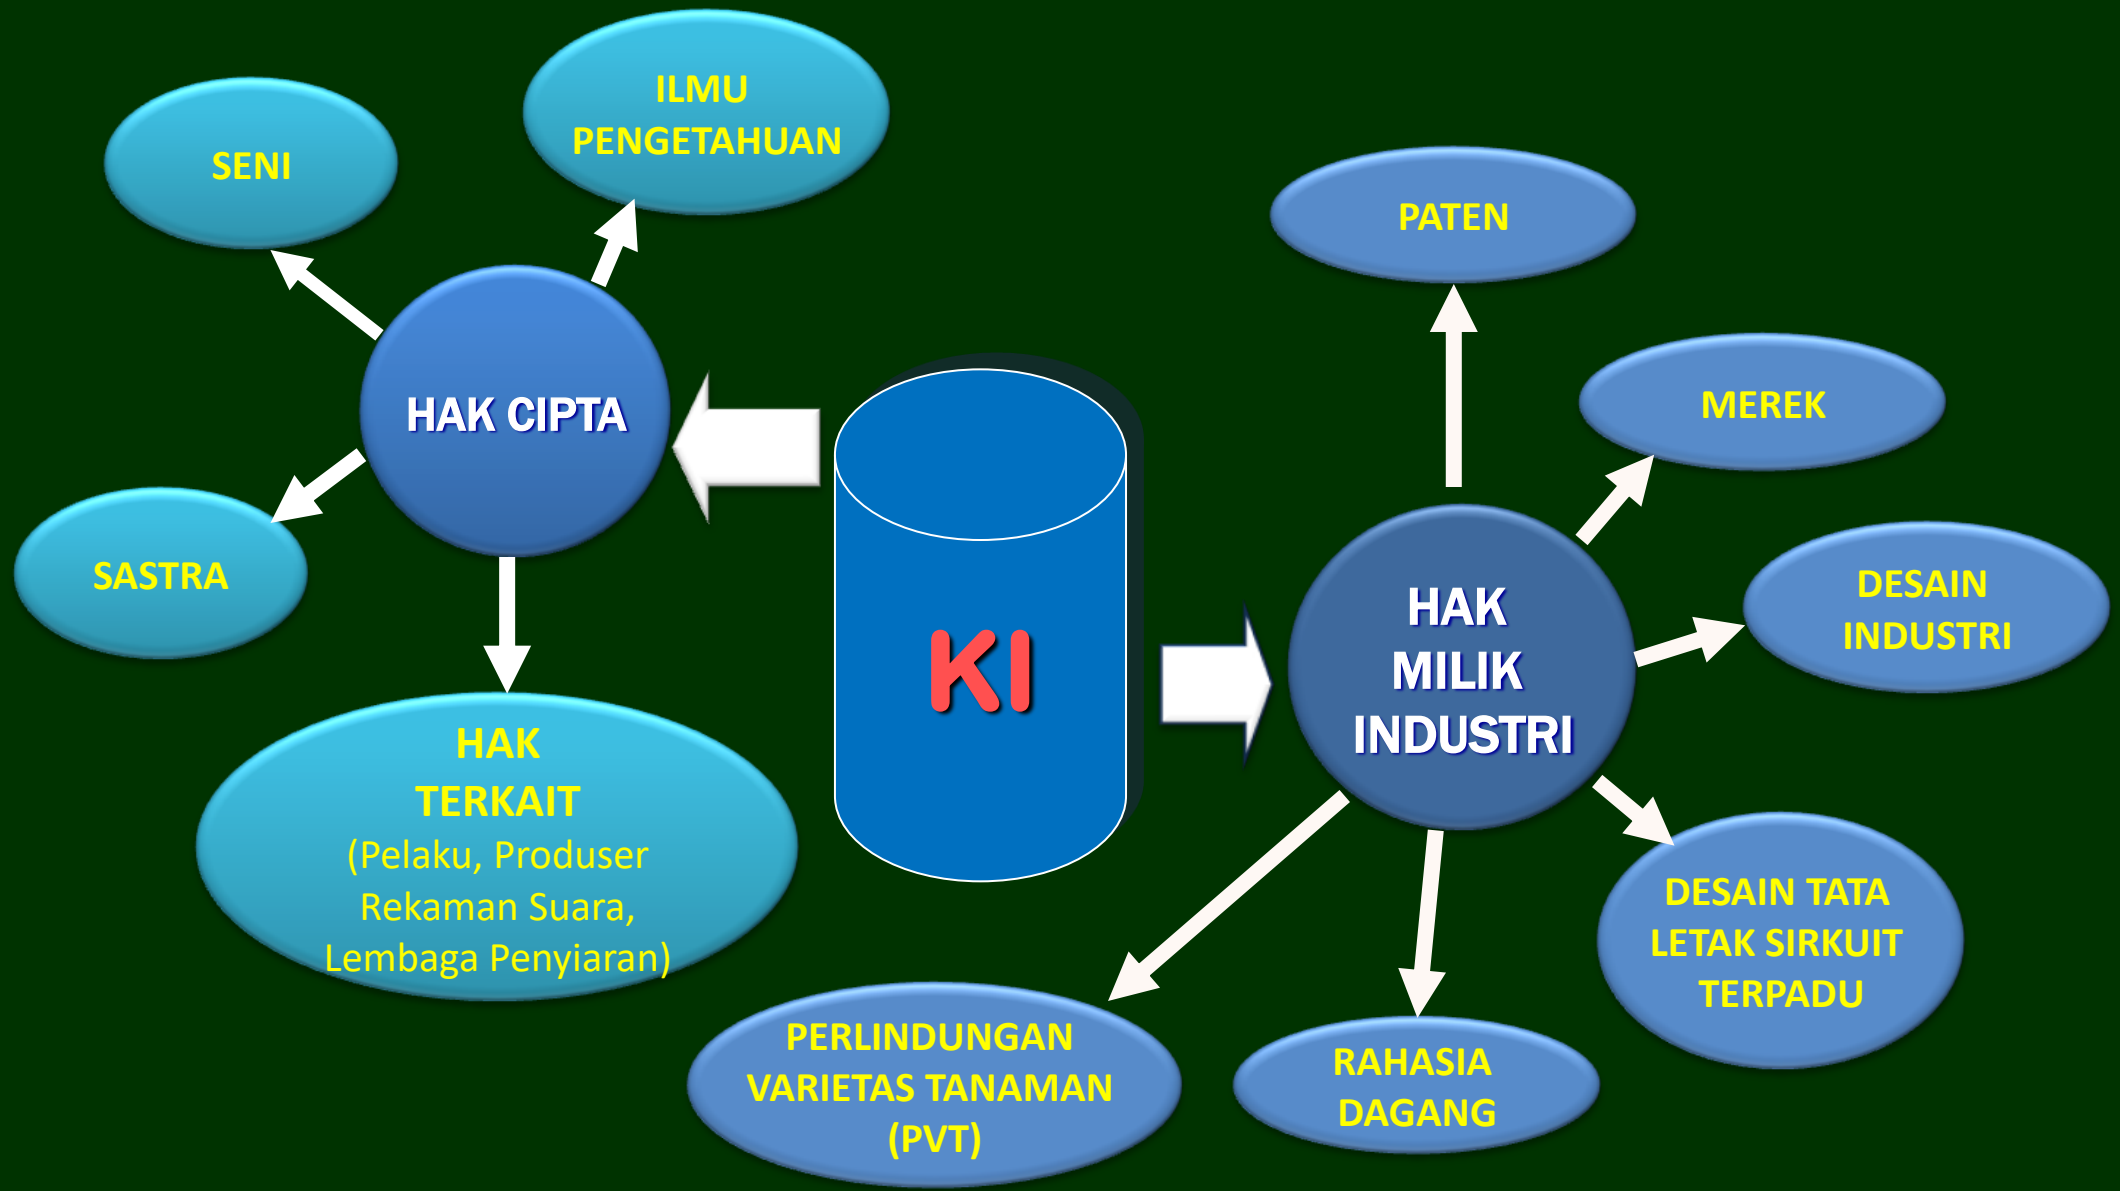 ILMU
PENGETAHUAN
SENI
HAK CIPTA
SASTRA
HAK
TERKAIT
(Pelaku, Produser
Rekaman Suara,
Lembaga Penyiaran)
KI
PATEN
MEREK
HAK
MILIK
INDUSTRI
DESAIN
INDUSTRI
DESAIN TATA
LETAK SIRKUIT
TERPADU
RAHASIA
DAGANG
PERLINDUNGAN
VARIETAS TANAMAN
(PVT)